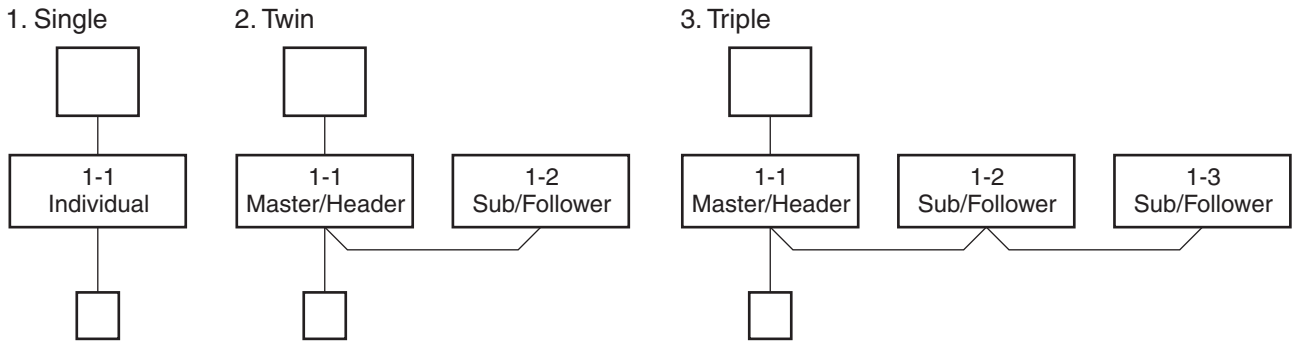 1. Single
2. Twin
3. Triple
1-1
Individual
1-1
Master/Header
1-2
Sub/Follower
1-1
Master/Header
1-2
Sub/Follower
1-3
Sub/Follower